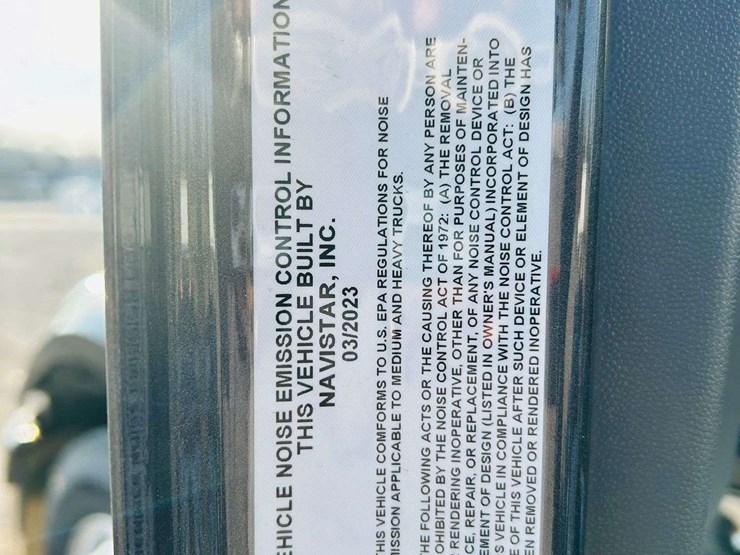 EHICLE NOISE EMISSION CONTROL INFORMATION
THIS VEHICLE BUILT BY
NAVISTAR, INC.
03/2023
THIS VEHICLE COMFORMS TO U.S. EPA REGULATIONS FOR NOISE
MISSION APPLICABLE TO MEDIUM AND HEAVY TRUCKS.
HE FOLLOWING ACTS OR THE CAUSING THEREOF BY ANY PERSON ARE
OHIBITED BY THE NOISE CONTROL ACT OF 1972: (A) THE REMOVAL
RENDERING INOPERATIVE, OTHER THAN FOR PURPOSES OF MAINTEN-
CE, REPAIR, OR REPLACEMENT, OF ANY NOISE CONTROL DEVICE OR
EMENT OF DESIGN (LISTED IN OWNER'S MANUAL) INCORPORATED INTO
S VEHICLE IN COMPLIANCE WITH THE NOISE CONTROL ACT: (B) THE
E OF THIS VEHICLE AFTER SUCH DEVICE OR ELEMENT OF DESIGN HAS
EN REMOVED OR RENDERED INOPERATIVE.